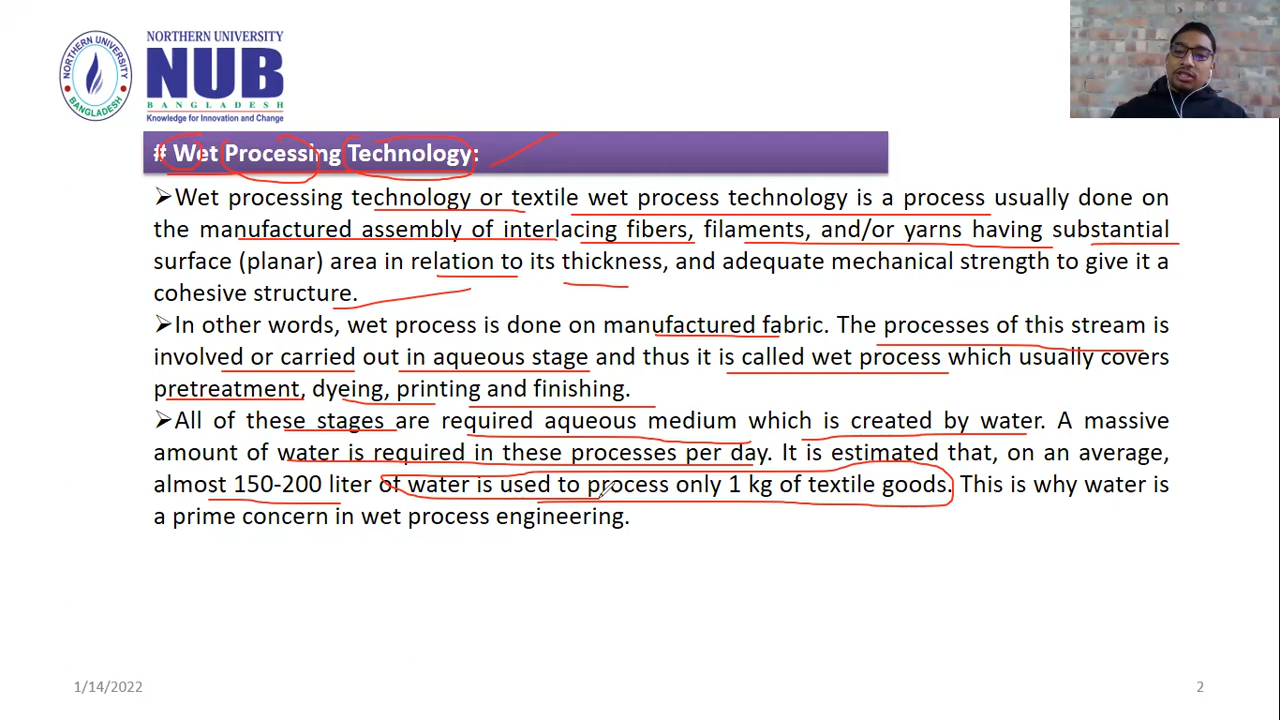 NORTHERN UNIVERSITY
BANGLADESH
NORTHERN UNIVERSITY
NUB
BANGLADESH
Knowledge for Innovation and Change
# Wet Processing Technology:
➢Wet processing technology or textile wet process technology is a process usually done on
the manufactured assembly of interlacing fibers, filaments, and/or yarns having substantial
surface (planar) area in relation to its thickness, and adequate mechanical strength to give it a
cohesive structure.
➢In other words, wet process is done on manufactured fabric. The processes of this stream is
involved or carried out in aqueous stage and thus it is called wet process which usually covers
pretreatment, dyeing, printing and finishing.
➢All of these stages are required aqueous medium which is created by water. A massive
amount of water is required in these processes per day. It is estimated that, on an average,
almost 150-200 liter of water is used to process only 1 kg of textile goods. This is why water is
a prime concern in wet process engineering.
1/14/2022
2